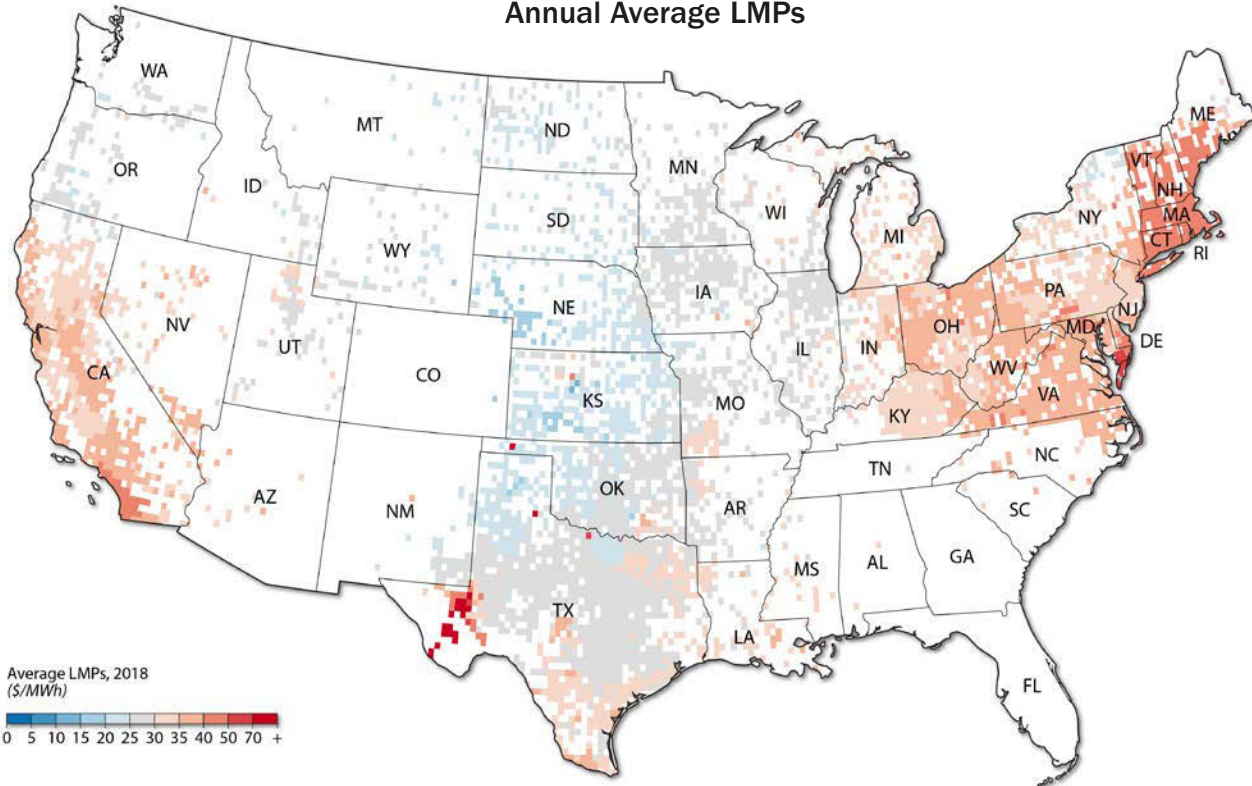 Annual Average LMPs
WA
MT
ND
MN
ME
OR
ID
SD
WI
VT
NH
NY
MA
WY
MI
CT
RI
NE
IA
PA
NV
UT
OH
NJ
IL
IN
MD
DE
CA
CO
KS
MO
WV
VA
KY
NC
TN
AZ
NM
OK
AR
SC
MS
AL
GA
TX
LA
FL
Average LMPs, 2018
($/MWh)
0 5 10 15 20 25 30 35 40 50 70 +